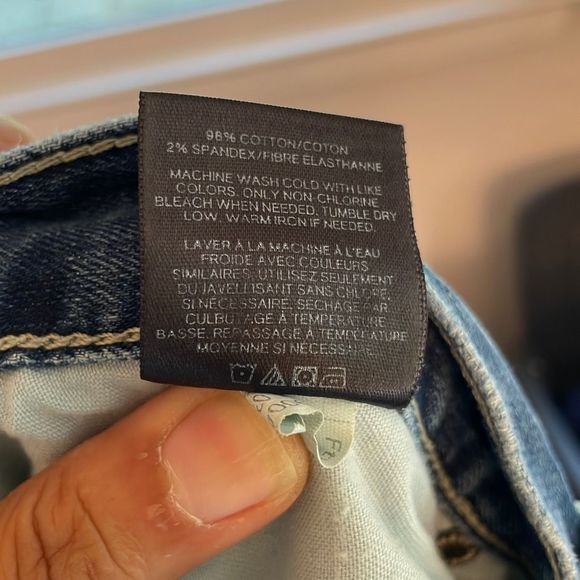 98% COTTON/COTON
2% SPANDEX/FIBRE ELASTHANNE
MACHINE WASH COLD WITH LIKE
COLORS. ONLY NON CHLORINE
BLEACH WHEN NEEDED. TUMBLE DRY
LOW. WARM IRON IF NEEDED.
LAVER À LA MACHINE À L'EAU
FROIDE AVEC COULEURS
SIMILAIRES. UTILISEZ SEULEMENT
DU JAVELLISANT SANS CHLORE,
SI NÉCESSAIRE. SÉCHAGE PAR
CULBUTAGE À TEMPÉRATURE
BASSE. REPASSAGE À TEMPÉRATURE
MOYENNE SI NÉCESSAIRE.